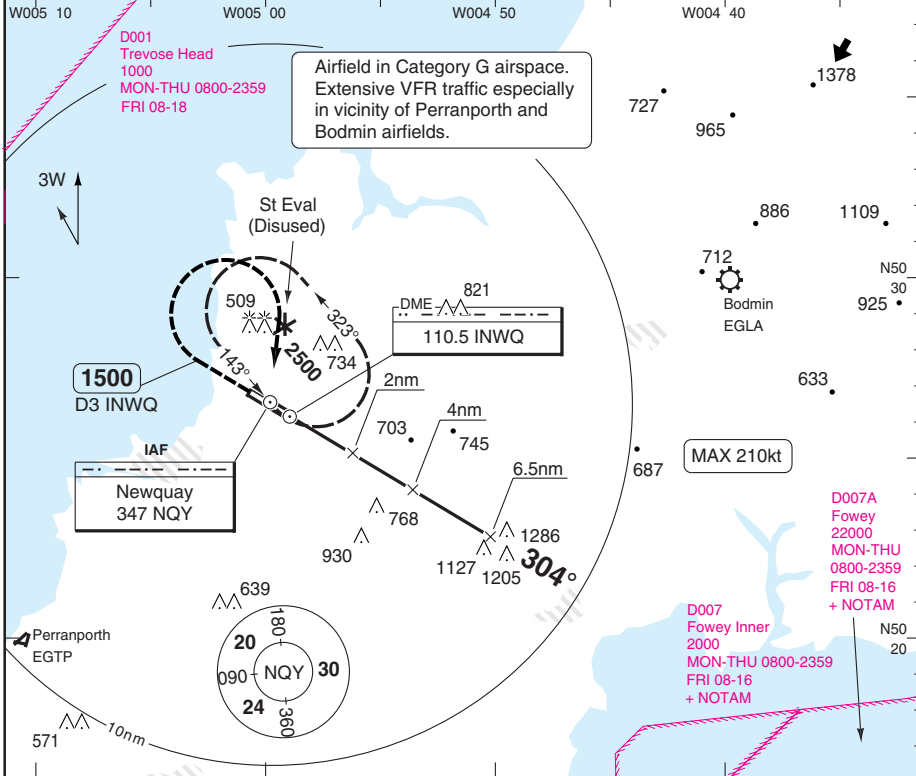 W005 10
W005 00
W004 50
W004 40
D001
Trevose Head
1000
MON-THU 0800-2359
FRI 08-18
Airfield in Category G airspace.
Extensive VFR traffic especially
in vicinity of Perranporth and
Bodmin airfields.
1378
727
965
3W
St Eval
(Disused)
886
1109
712
N50
30
Bodmin
EGLA
925
509
323°
DME
821
110.5 INWQ
734
2500
143°
1500
D3 INWQ
2nm
633
4nm
703
745
IAF
Newquay
347 NQY
6.5nm
687
MAX 210kt
768
930
1286
1127
1205
304°
D007A
Fowey
22000
MON-THU
0800-2359
FRI 08-16
+ NOTAM
639
D007
Fowey Inner
2000
MON-THU 0800-2359
FRI 08-16
+ NOTAM
N50
20
Perranporth
EGTP
180
20
30
090
NQY
24
360
10nm
571